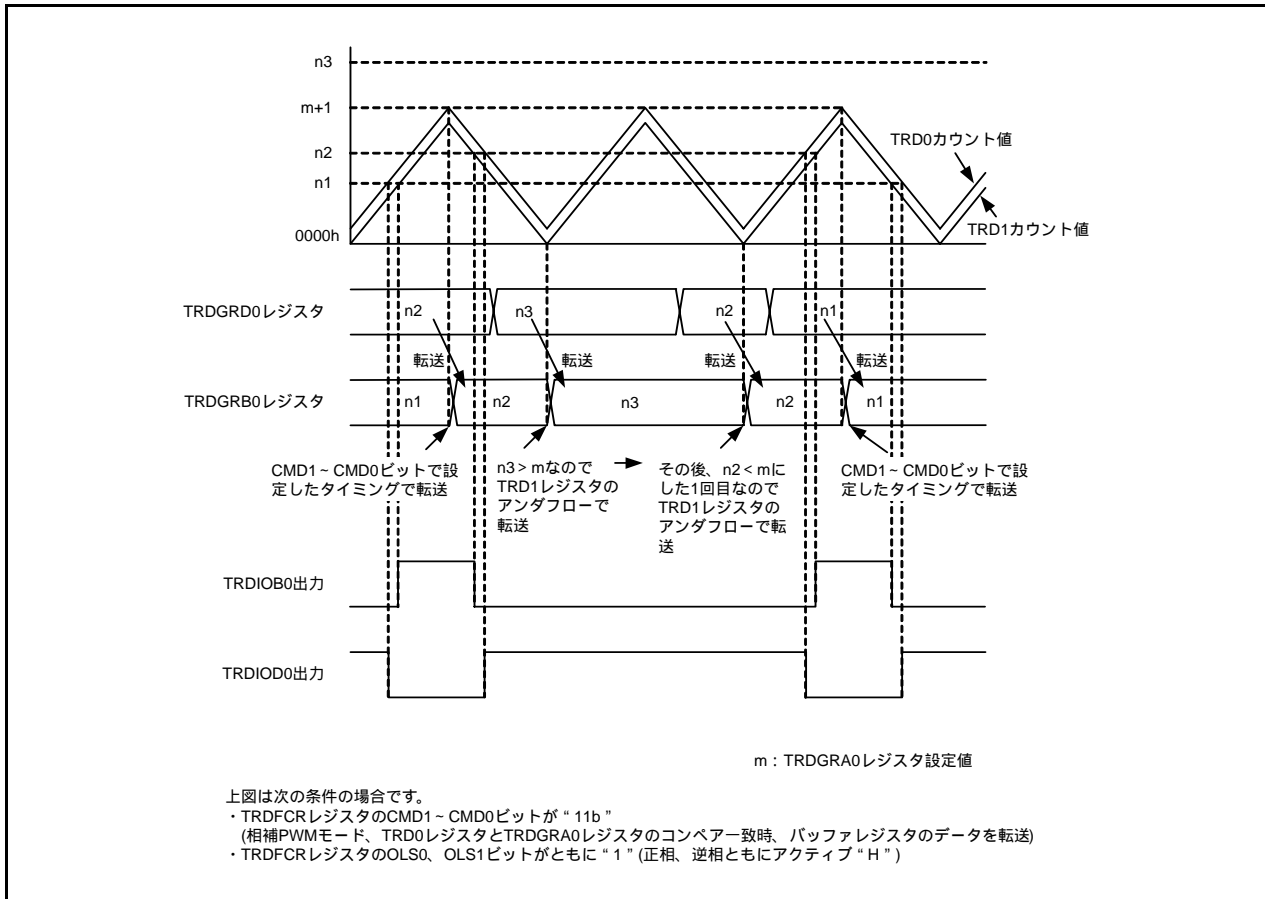 n3
m+1
n2
n1
0000h
TRD0カウント値
TRD1カウント値
TRDGRD0レジスタ
n2
n3
n2
n1
転送
転送
転送
転送
TRDGRB0レジスタ
n1
n2
n3
n2
n1
CMD1~CMD0ビットで設
定したタイミングで転送
n3>mなので
TRD1レジスタの
アンダフローで
転送
その後、n2<mに
した1回目なので
TRD1レジスタの
アンダフローで転
送
CMD1~CMD0ビットで設
定したタイミングで転送
TRDIOB0出力
TRDIOD0出力
m:TRDGRA0レジスタ設定値
上図は次の条件の場合です。
・TRDFCRレジスタのCMD1~CMD0ビットが“11b”
(相補PWMモード、TRD0レジスタとTRDGRA0レジスタのコンペア一致時、バッファレジスタのデータを転送)
・TRDFCRレジスタのOLS0、OLS1ビットがともに“1”(正相、逆相ともにアクティブ“H”)